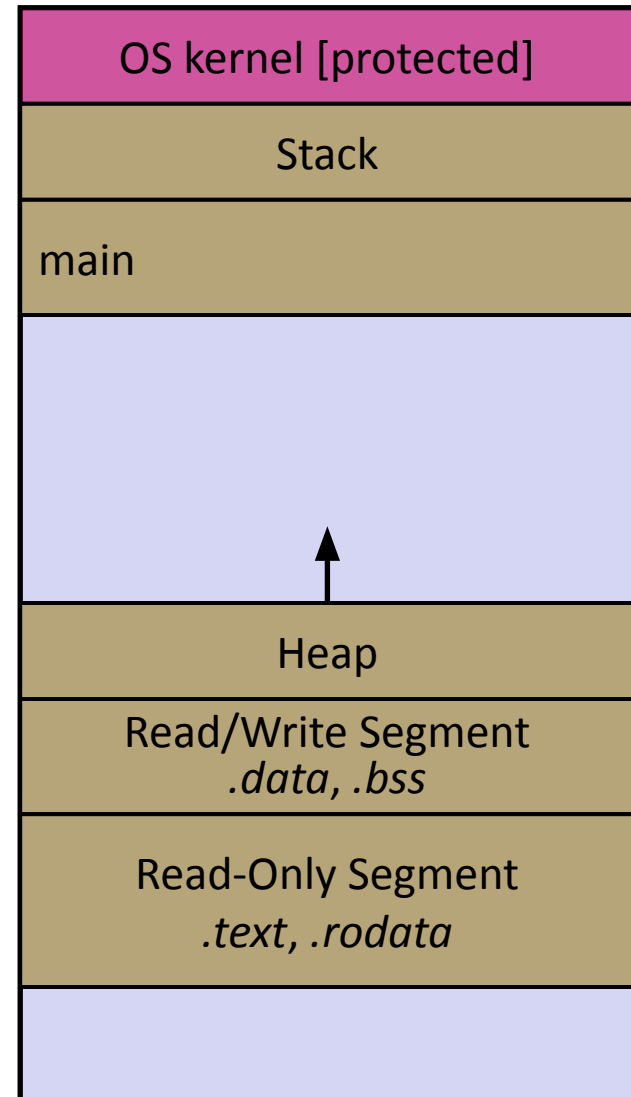 OS kernel [protected]
Stack
main
Heap
Read/Write Segment
.data, .bss
Read-Only Segment
.text, .rodata